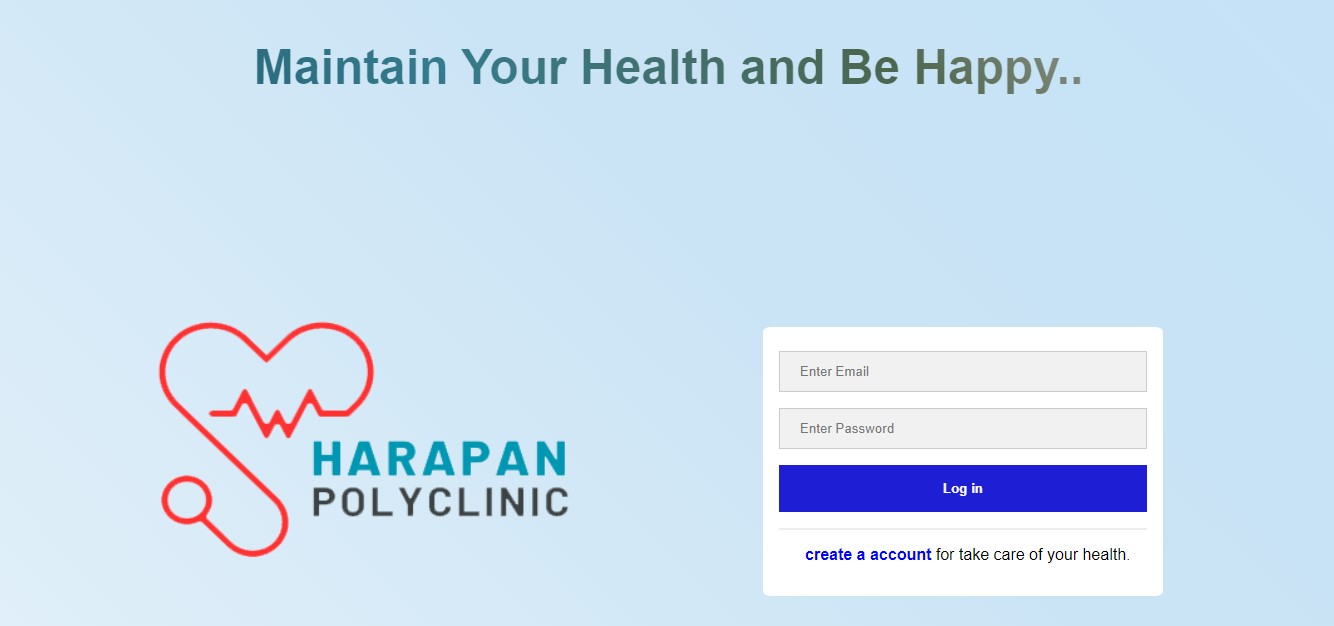 Maintain Your Health and Be Happy..
HARAPAN
POLYCLINIC
Enter Email
Enter Password
Log in
create a account for take care of your health.